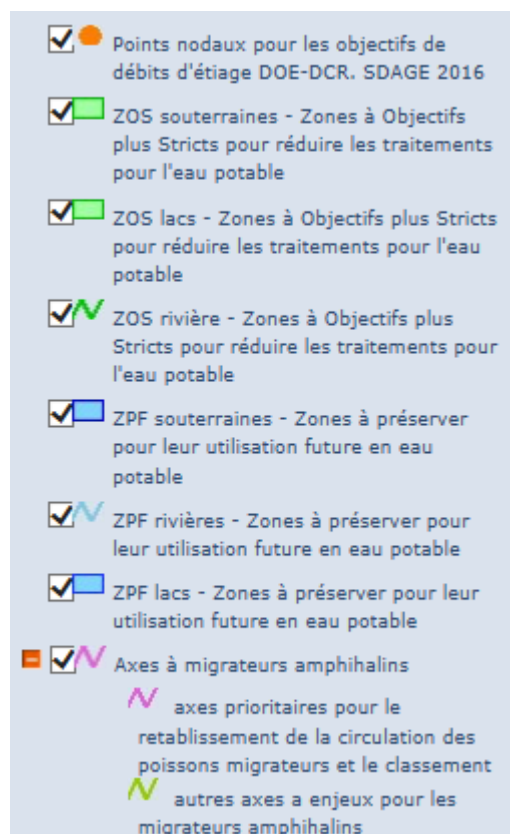 Points nodaux pour les objectifs de
débits d'étiage DOE-DCR. SDAGE 2016
ZOS souterraines - Zones à Objectifs
plus Stricts pour réduire les traitements
pour l'eau potable
ZOS lacs - Zones à Objectifs plus Stricts
pour réduire les traitements pour l'eau
potable
ZOS rivière - Zones à Objectifs plus
Stricts pour réduire les traitements pour
l'eau potable
ZPF souterraines - Zones à préserver
pour leur utilisation future en eau
potable
ZPF rivières - Zones à préserver pour
leur utilisation future en eau potable
ZPF lacs - Zones à préserver pour leur
utilisation future en eau potable
Axes à migrateurs amphihalins
axes prioritaires pour le
retablissement de la circulation des
poissons migrateurs et le classement
autres axes a enjeux pour les
migrateurs amphihalins